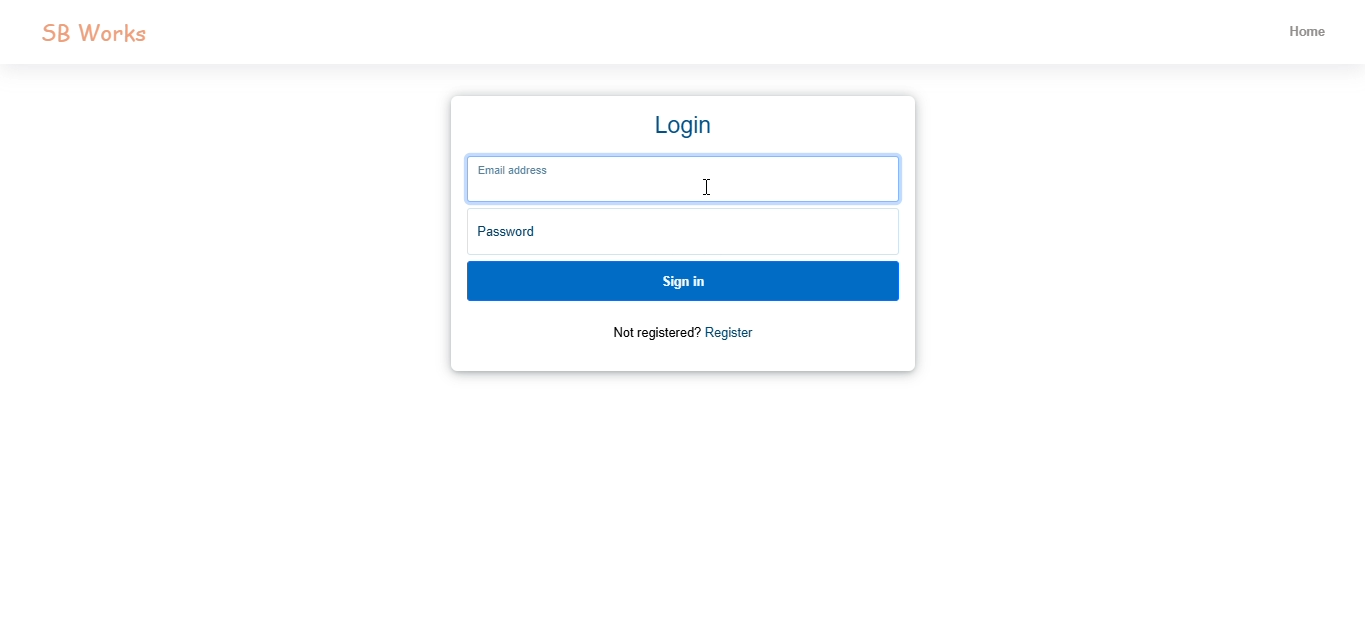 SB Works
Home
Login
Email address
Password
Sign in
Not registered? Register